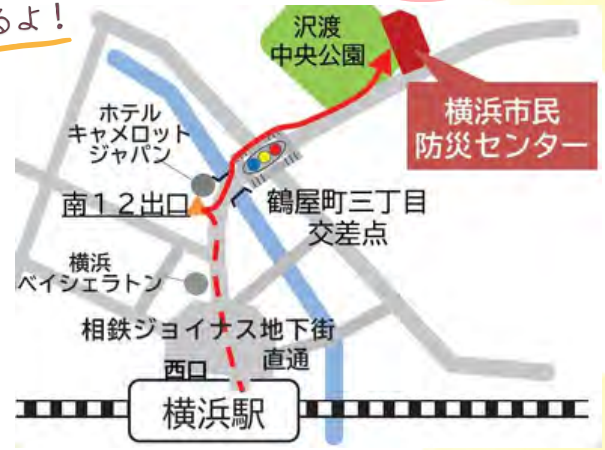 るよ！
沢渡
中央公園
横浜市民
防災センター
ホテル
キャメロット
ジャパン
南１２出口
鶴屋町三丁目
交差点
横浜
ベイシェラトン
相鉄ジョイナス地下街
直通
西口
横浜駅